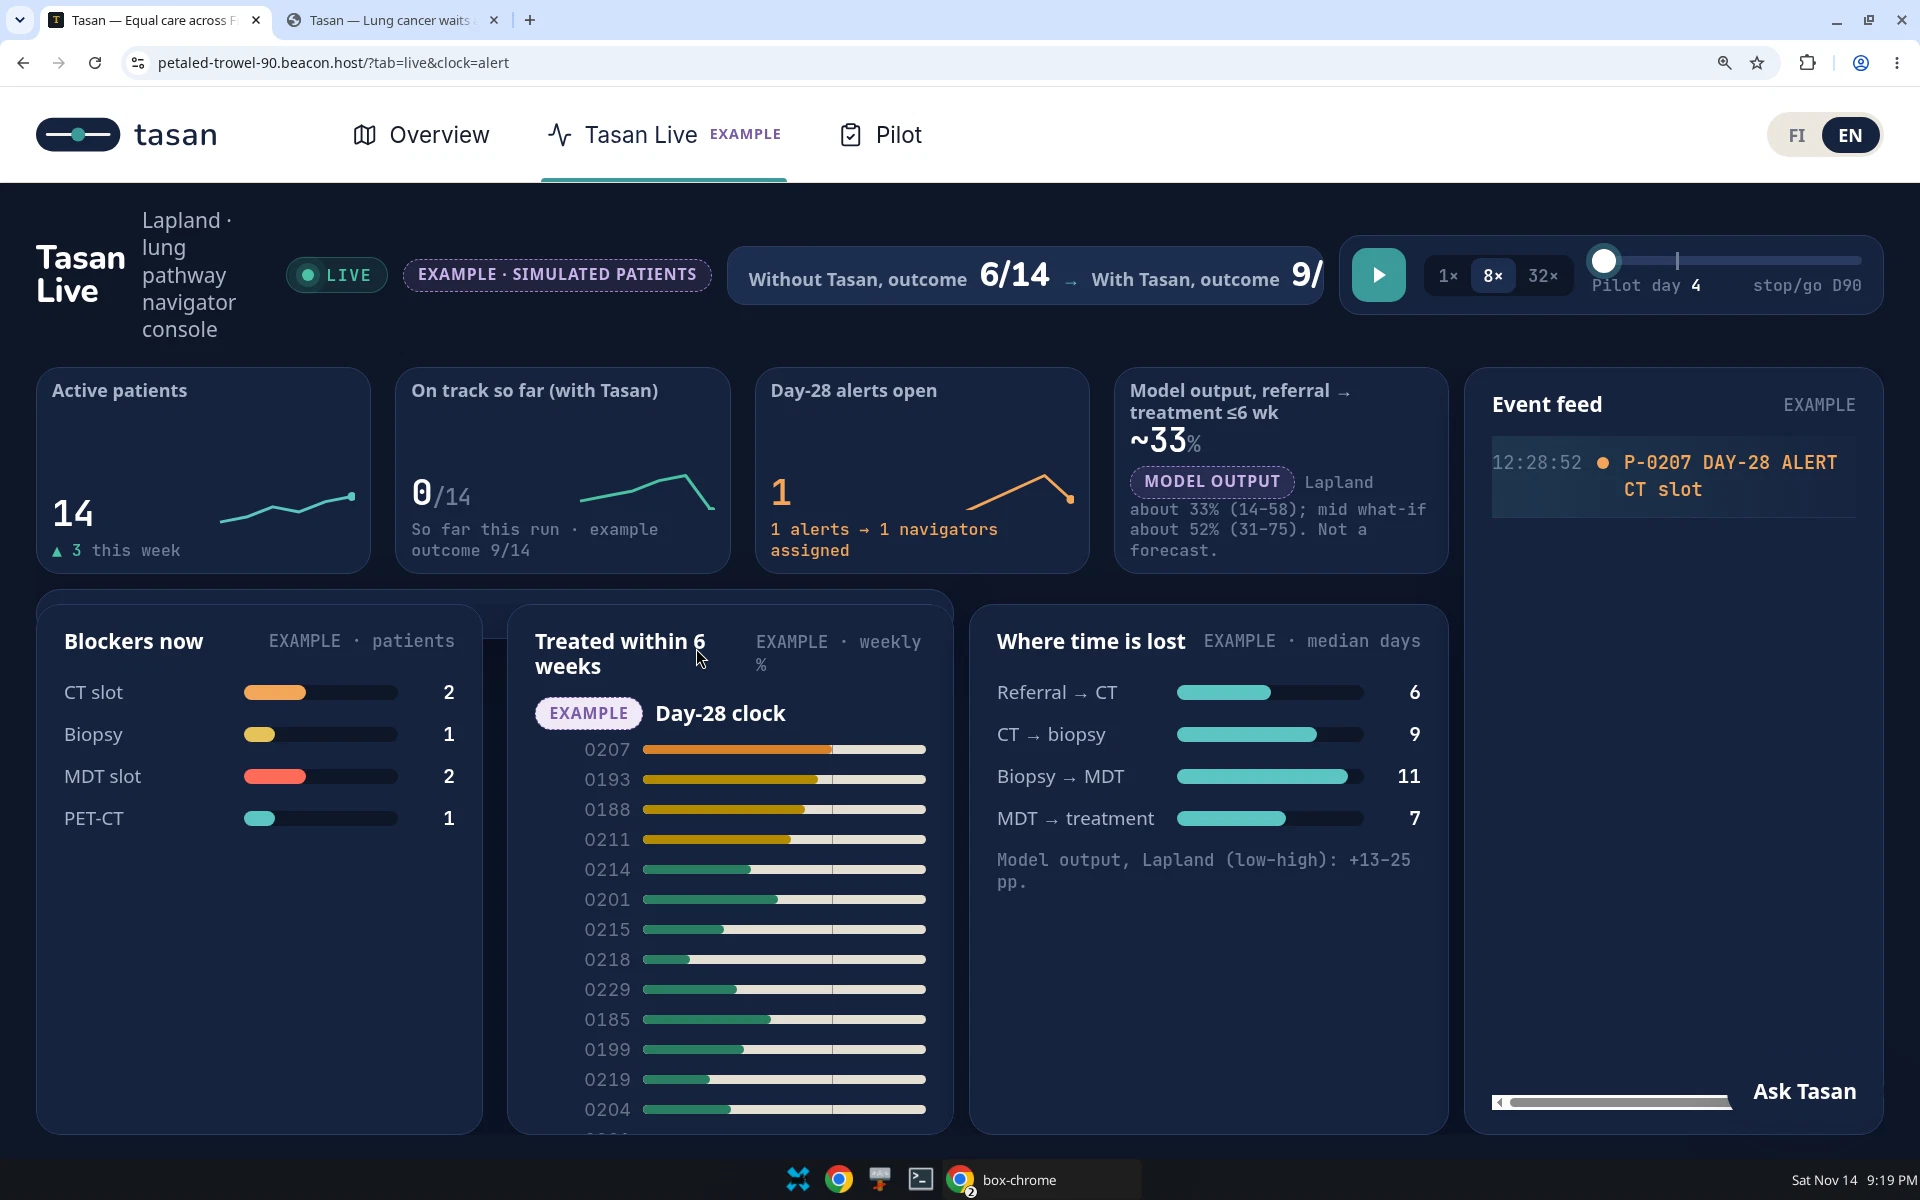 Tasan — Equal care across F
Tasan — Lung cancer waits
petaled-trowel-90.beacon.host/?tab=live&clock=alert
tasan
Overview
Tasan Live EXAMPLE
Pilot
FI EN
Tasan
Live
Lapland ·
lung
pathway
navigator
console
LIVE
EXAMPLE · SIMULATED PATIENTS
Without Tasan, outcome 6/14 → With Tasan, outcome 9/
1× 8× 32×
Pilot day 4 stop/go D90
Active patients
14
▲ 3 this week
On track so far (with Tasan)
0/14
So far this run · example
outcome 9/14
Day-28 alerts open
1
1 alerts → 1 navigators
assigned
Model output, referral →
treatment ≤6 wk
~33%
MODEL OUTPUT Lapland
about 33% (14–58); mid what-if
about 52% (31–75). Not a
forecast.
Event feed EXAMPLE
12:28:52 P-0207 DAY-28 ALERT
CT slot
Blockers now EXAMPLE · patients
CT slot 2
Biopsy 1
MDT slot 2
PET-CT 1
Treated within 6
weeks
EXAMPLE · weekly
%
EXAMPLE Day-28 clock
0207
0193
0188
0211
0214
0201
0215
0218
0229
0185
0199
0219
0204
Where time is lost EXAMPLE · median days
Referral → CT 6
CT → biopsy 9
Biopsy → MDT 11
MDT → treatment 7
Model output, Lapland (low–high): +13–25
pp.
Ask Tasan
box-chrome
2
Sat Nov 14 9:19 PM